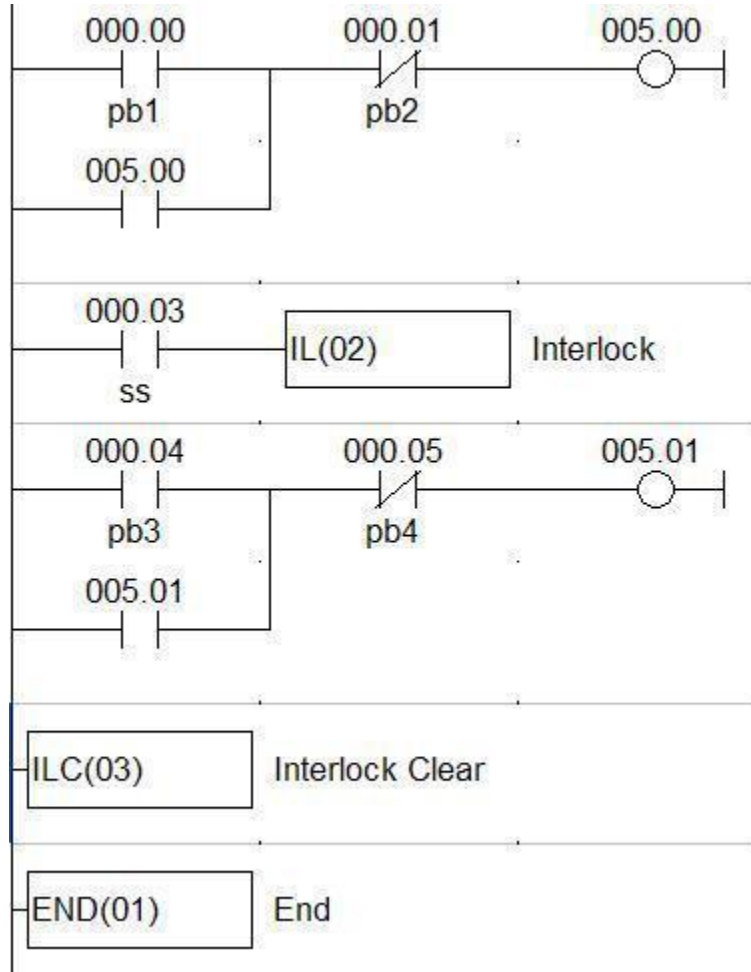 000.00 000.01 005.00
pb1 pb2
005.00
000.03
IL(02) Interlock
ss
000.04 000.05 005.01
pb3 pb4
005.01
ILC(03) Interlock Clear
END(01) End